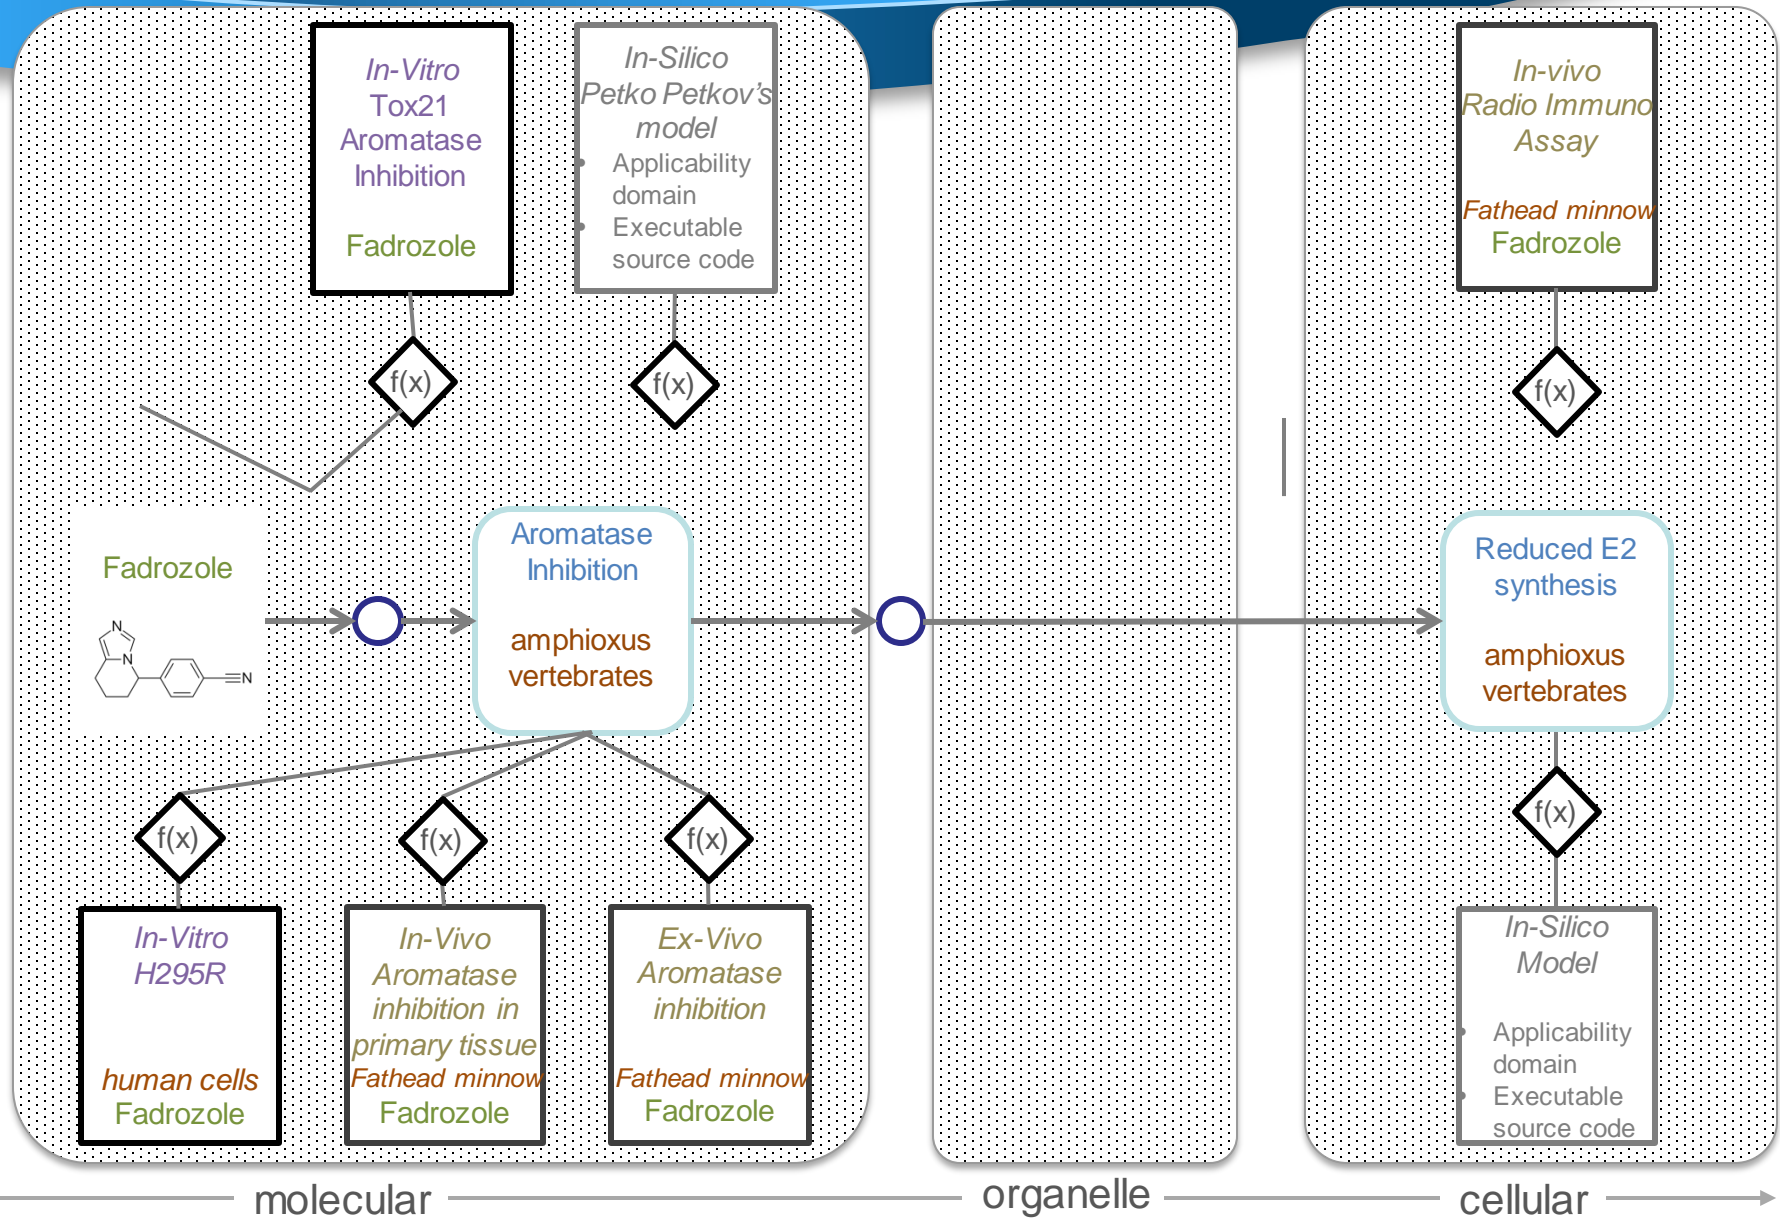 In-Vitro
Tox21
Aromatase
Inhibition
Fadrozole
In-Silico
Petko Petkov's
model
• Applicability
domain
• Executable
source code
In-vivo
Radio Immuno
Assay
Fathead minnow
Fadrozole
f(x)
f(x)
f(x)
Fadrozole
N
N
≡N
Aromatase
Inhibition
amphioxus
vertebrates
Reduced E2
synthesis
amphioxus
vertebrates
f(x)
f(x)
f(x)
f(x)
In-Vitro
H295R
human cells
Fadrozole
In-Vivo
Aromatase
inhibition in
primary tissue
Fathead minnow
Fadrozole
Ex-Vivo
Aromatase
inhibition
Fathead minnow
Fadrozole
In-Silico
Model
• Applicability
domain
• Executable
source code
molecular
organelle
cellular